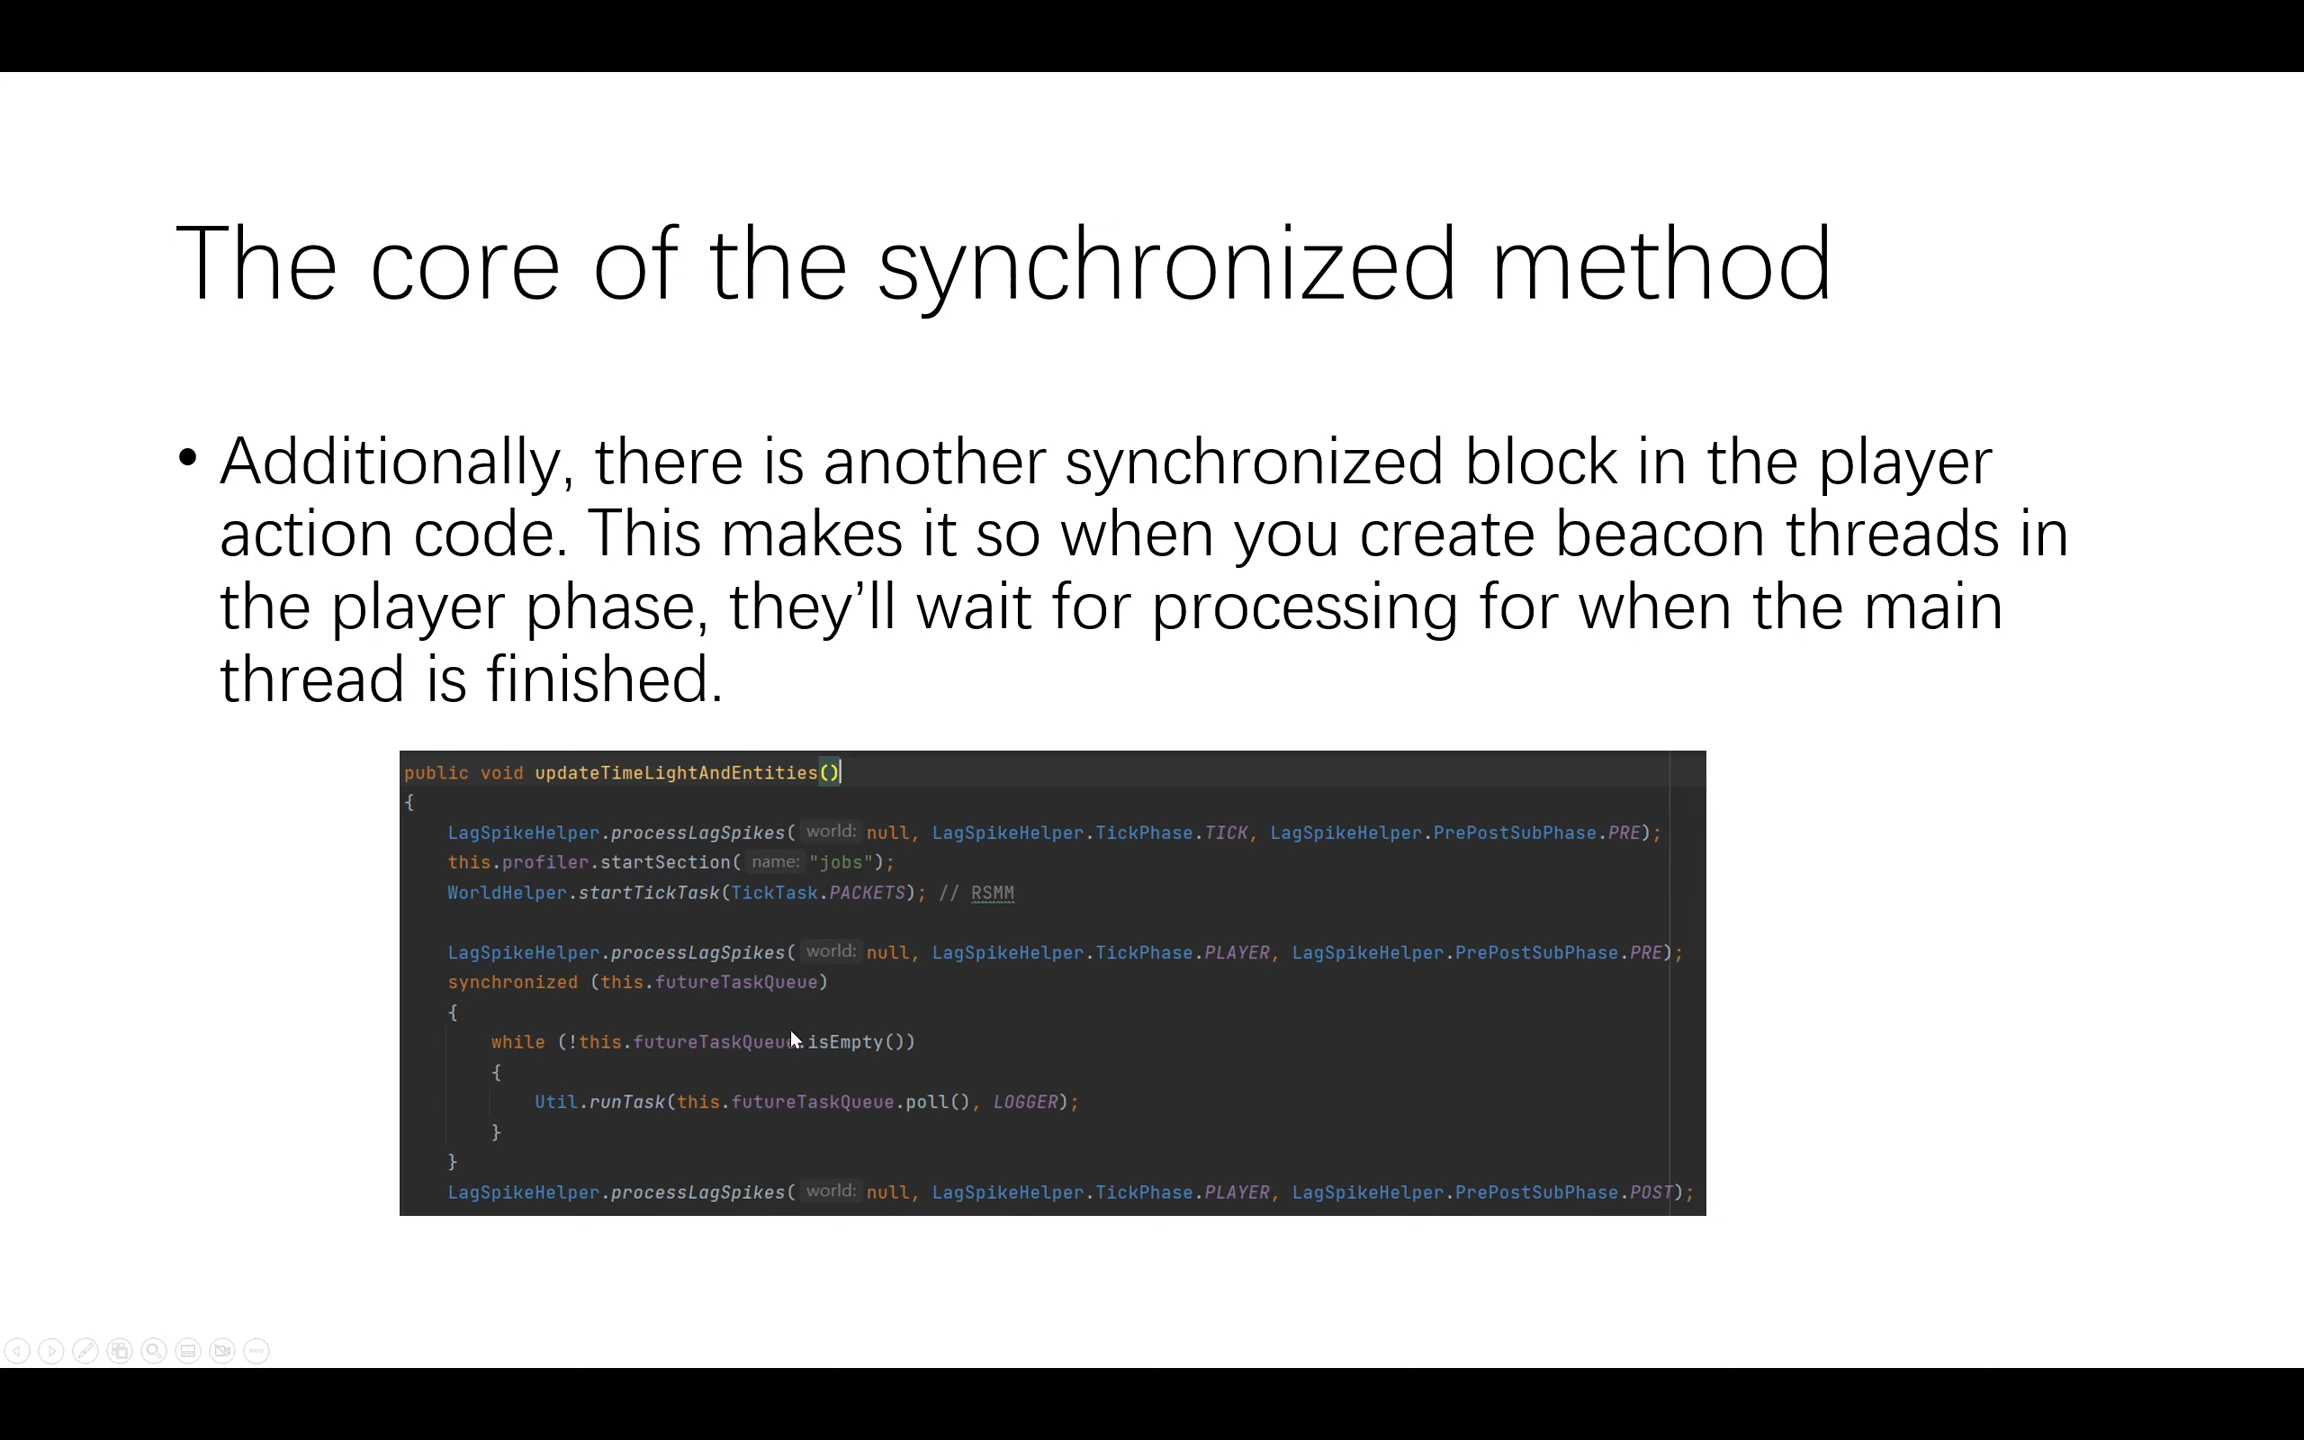 The core of the synchronized method
• Additionally, there is another synchronized block in the player
action code. This makes it so when you create beacon threads in
the player phase, they’ll wait for processing for when the main
thread is finished.
public void updateTimeLightAndEntities()
{
LagSpikeHelper.processLagSpikes( world: null, LagSpikeHelper.TickPhase.TICK, LagSpikeHelper.PrePostSubPhase.PRE);
this.profiler.startSection( name: "jobs");
WorldHelper.startTickTask(TickTask.PACKETS); // RSMM
LagSpikeHelper.processLagSpikes( world: null, LagSpikeHelper.TickPhase.PLAYER, LagSpikeHelper.PrePostSubPhase.PRE);
synchronized (this.futureTaskQueue)
{
while (!this.futureTaskQueue.isEmpty())
{
Util.runTask(this.futureTaskQueue.poll(), LOGGER);
}
}
LagSpikeHelper.processLagSpikes( world: null, LagSpikeHelper.TickPhase.PLAYER, LagSpikeHelper.PrePostSubPhase.POST);